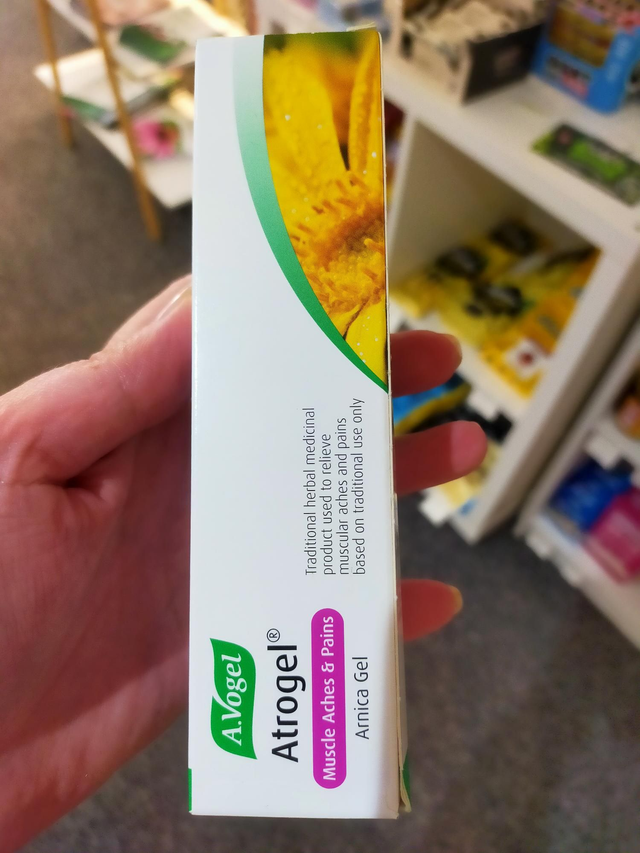 A.Vogel
Atrogel®
Muscle Aches & Pains
Arnica Gel
Traditional herbal medicinal
product used to relieve
muscular aches and pains
based on traditional use only